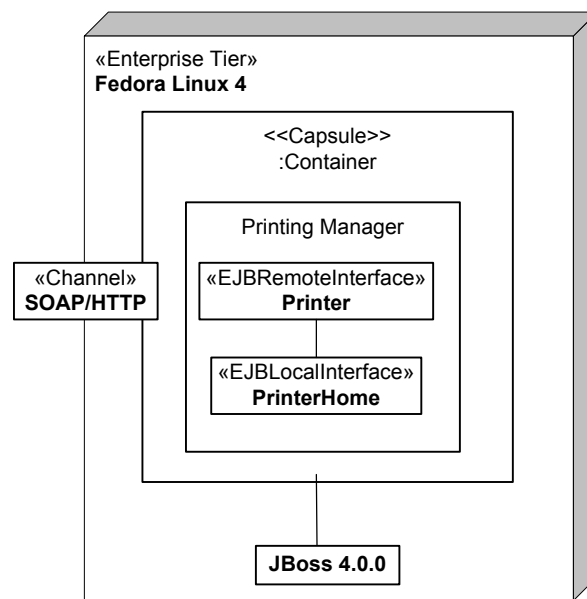 «Enterprise Tier»
Fedora Linux 4
<<Capsule>>
:Container
Printing Manager
«Channel»
SOAP/HTTP
«EJBRemoteInterface»
Printer
«EJBLocalInterface»
PrinterHome
JBoss 4.0.0